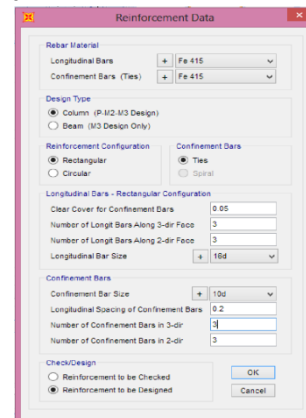 Reinforcement Data
Rebar Material
Longitudinal Bars + Fe 415
Confinement Bars (Ties) + Fe 415
Design Type
Column (P-M2-M3 Design)
Beam (M3 Design Only)
Reinforcement Configuration Confinement Bars
Rectangular Ties
Circular Spiral
Longitudinal Bars - Rectangular Configuration
Clear Cover for Confinement Bars 0.05
Number of Longit Bars Along 3-dir Face 3
Number of Longit Bars Along 2-dir Face 3
Longitudinal Bar Size + 16d
Confinement Bars
Confinement Bar Size + 10d
Longitudinal Spacing of Confinement Bars 0.2
Number of Confinement Bars in 3-dir 3
Number of Confinement Bars in 2-dir 3
Check/Design
Reinforcement to be Checked OK
Reinforcement to be Designed Cancel